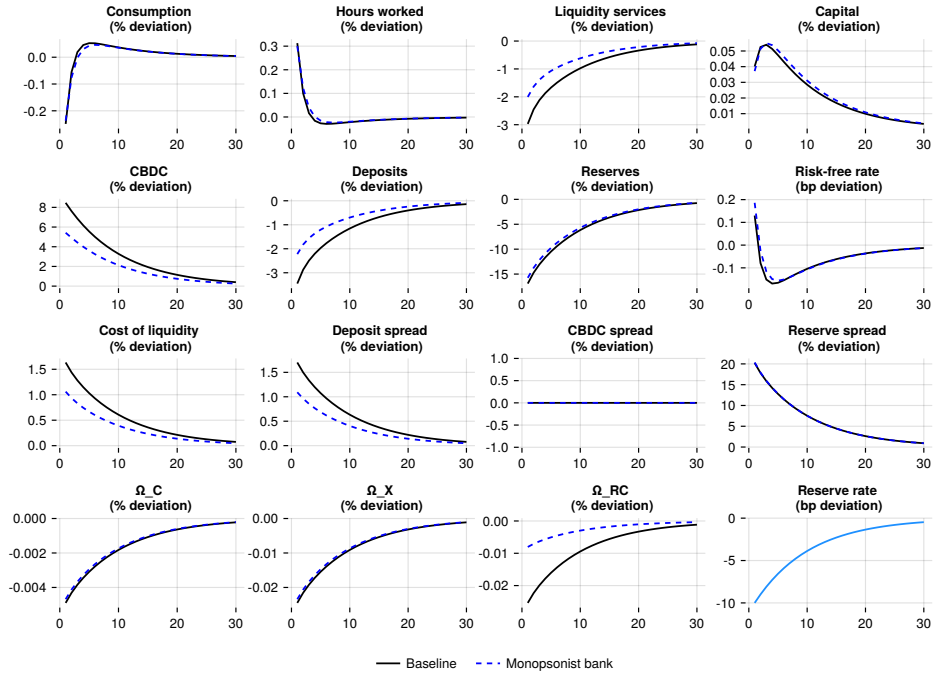 Consumption
(% deviation)
0.0
-0.1
-0.2
0 10 20 30
Hours worked
(% deviation)
0.3
0.2
0.1
0.0
0 10 20 30
Liquidity services
(% deviation)
0
-1
-2
-3
0 10 20 30
Capital
(% deviation)
0.05
0.04
0.03
0.02
0.01
0 10 20 30
CBDC
(% deviation)
8
6
4
2
0
0 10 20 30
Deposits
(% deviation)
0
-1
-2
-3
0 10 20 30
Reserves
(% deviation)
0
-5
-10
-15
0 10 20 30
Risk-free rate
(bp deviation)
0.2
0.1
0.0
-0.1
0 10 20 30
Cost of liquidity
(% deviation)
1.5
1.0
0.5
0.0
0 10 20 30
Deposit spread
(% deviation)
1.5
1.0
0.5
0.0
0 10 20 30
CBDC spread
(% deviation)
1.0
0.5
0.0
-0.5
-1.0
0 10 20 30
Reserve spread
(% deviation)
20
15
10
5
0
0 10 20 30
Ω_C
(% deviation)
0.000
-0.002
-0.004
0 10 20 30
Ω_X
(% deviation)
0.00
-0.01
-0.02
0 10 20 30
Ω_RC
(% deviation)
0.00
-0.01
-0.02
0 10 20 30
Reserve rate
(bp deviation)
0
-5
-10
0 10 20 30
Baseline Monopsonist bank